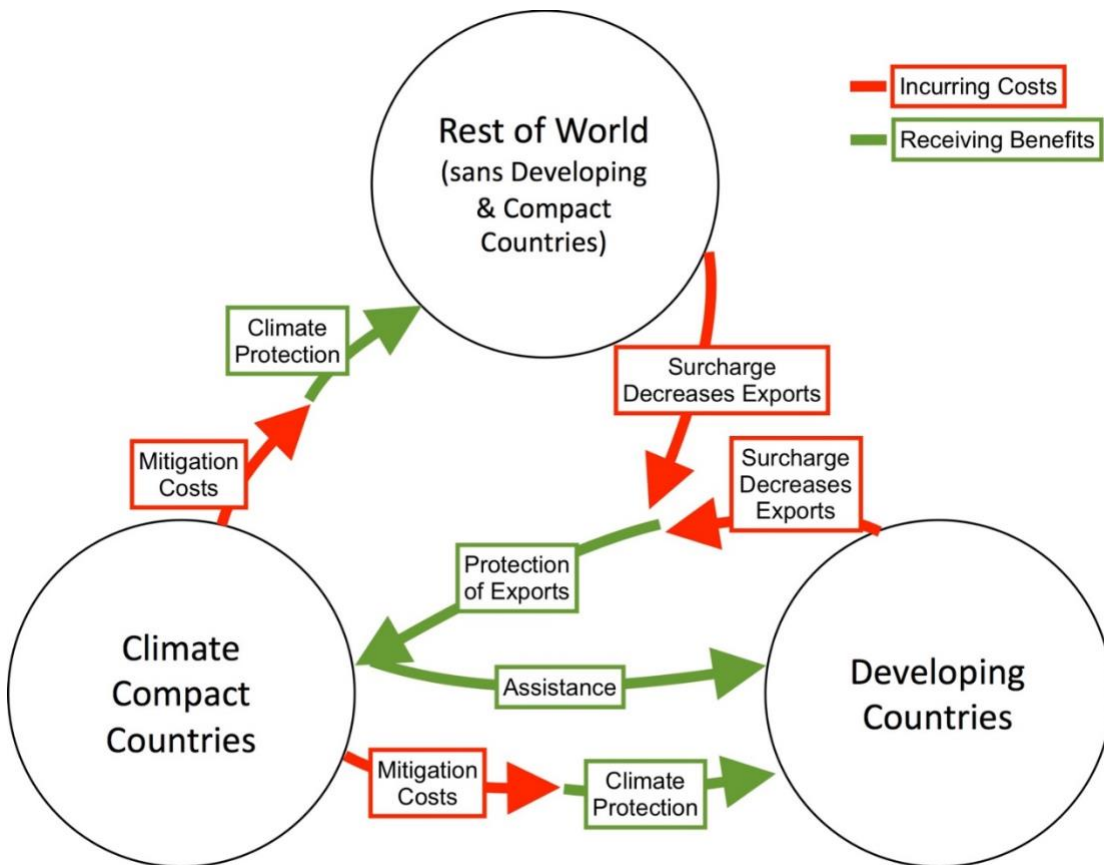 Rest of World
(sans Developing
& Compact
Countries)
Incurring Costs
Receiving Benefits
Climate
Protection
Surcharge
Decreases Exports
Mitigation
Costs
Surcharge
Decreases
Exports
Protection
of Exports
Climate
Compact
Countries
Assistance
Developing
Countries
Mitigation
Costs
Climate
Protection